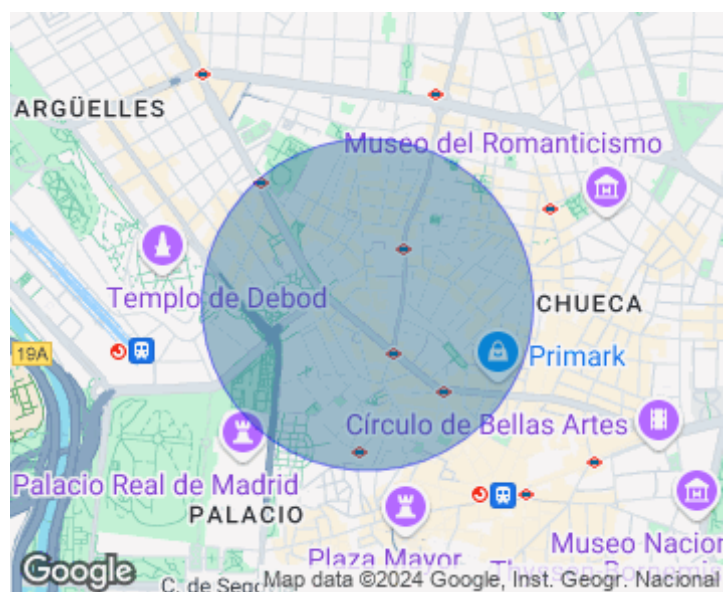 ARGÜELLES
Museo del Romanticismo
Templo de Debod
CHUECA
19A
Primark
Círculo de Bellas Artes
Palacio Real de Madrid
PALACIO
Plaza Mayor
Museo Nacion
Google
Map data ©2024 Google, Inst. Geogr. Nacional